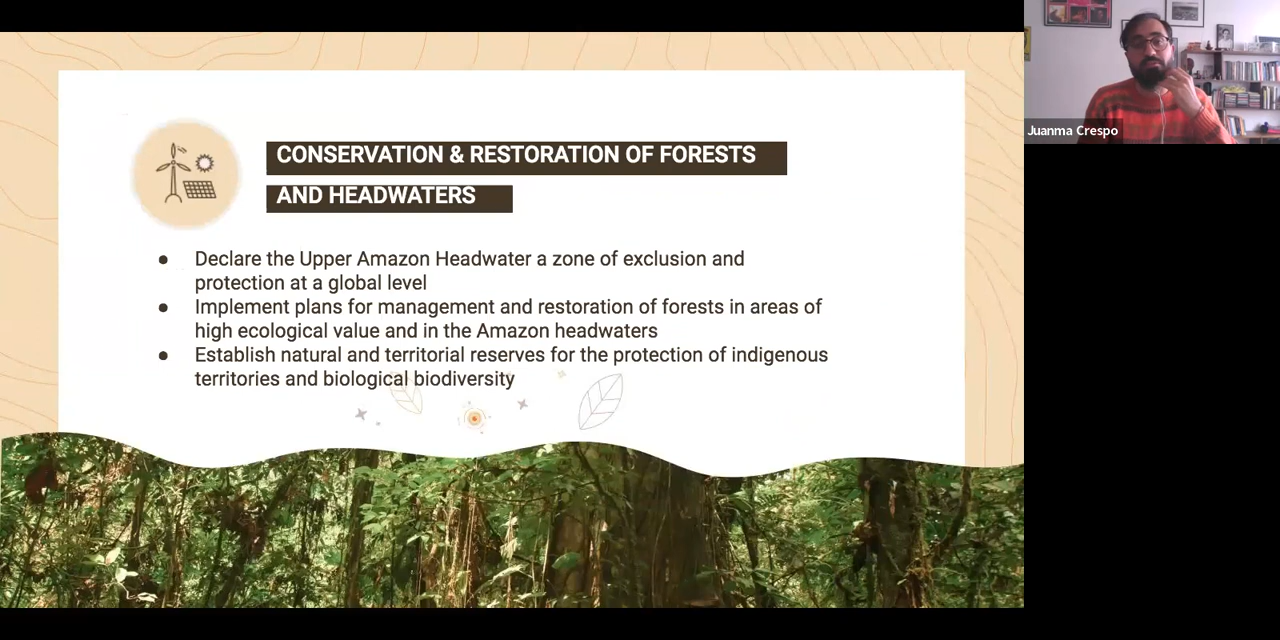 CONSERVATION & RESTORATION OF FORESTS
AND HEADWATERS
● Declare the Upper Amazon Headwater a zone of exclusion and
protection at a global level
● Implement plans for management and restoration of forests in areas of
high ecological value and in the Amazon headwaters
● Establish natural and territorial reserves for the protection of indigenous
territories and biological biodiversity
Juanma Crespo